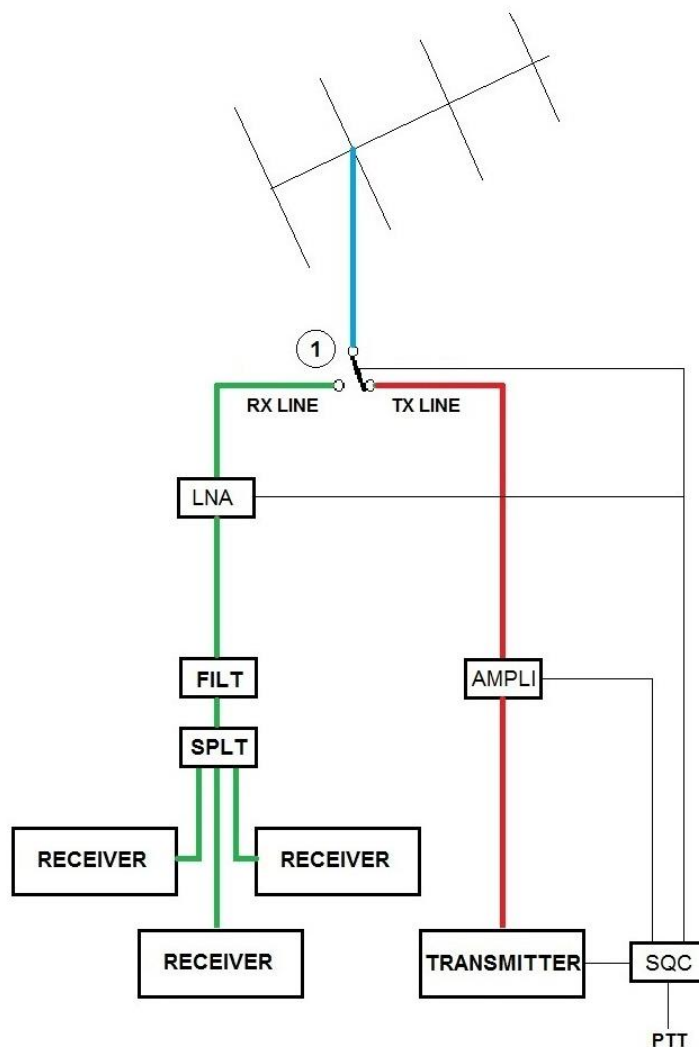 1
RX LINE TX LINE
LNA
FILT AMPLI
SPLT
RECEIVER RECEIVER
RECEIVER TRANSMITTER SQC
PTT